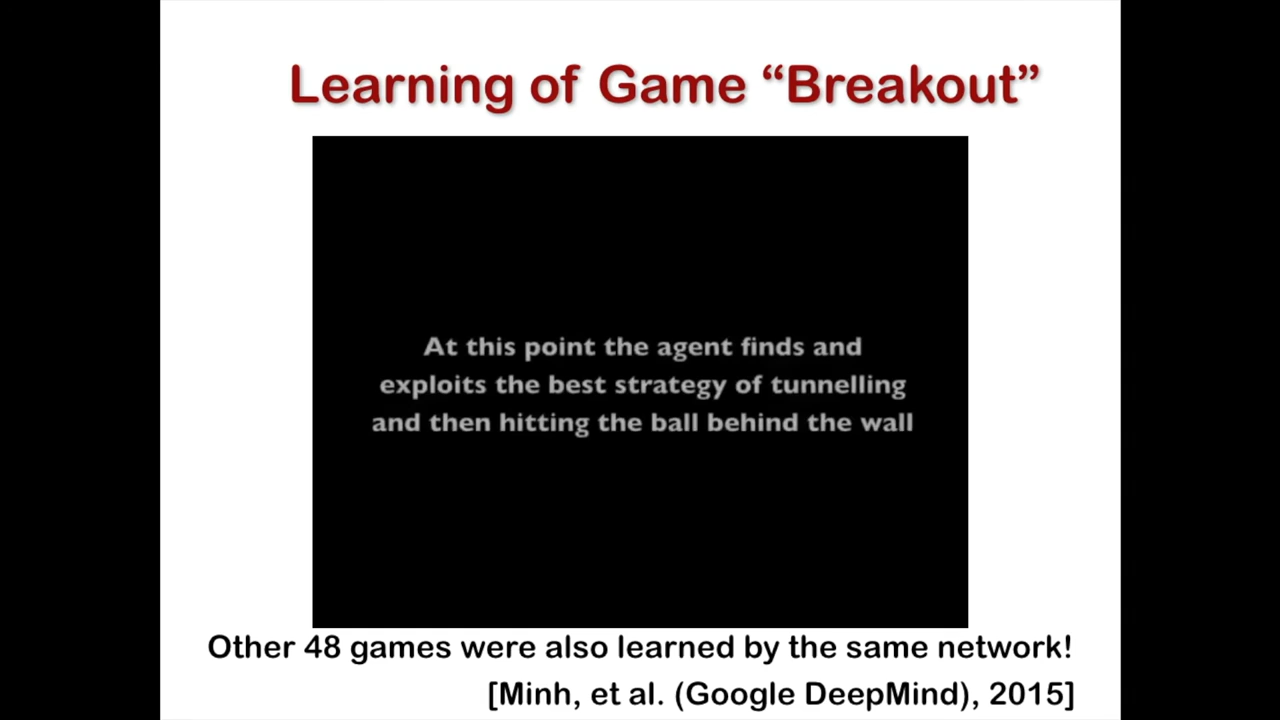 Learning of Game “Breakout”
At this point the agent finds and
exploits the best strategy of tunnelling
and then hitting the ball behind the wall
Other 48 games were also learned by the same network!
[Minh, et al. (Google DeepMind), 2015]